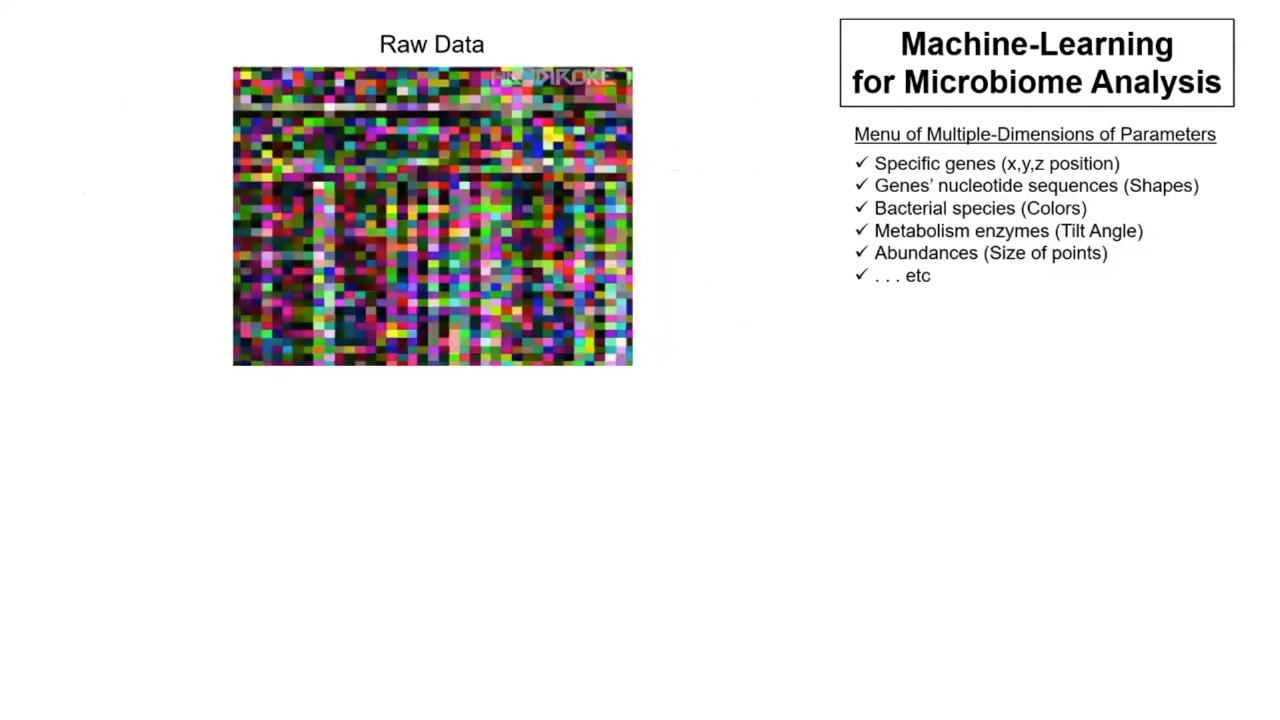 Raw Data
Machine-Learning
for Microbiome Analysis
Menu of Multiple-Dimensions of Parameters
✓ Specific genes (x,y,z position)
✓ Genes’ nucleotide sequences (Shapes)
✓ Bacterial species (Colors)
✓ Metabolism enzymes (Tilt Angle)
✓ Abundances (Size of points)
✓ . . . etc